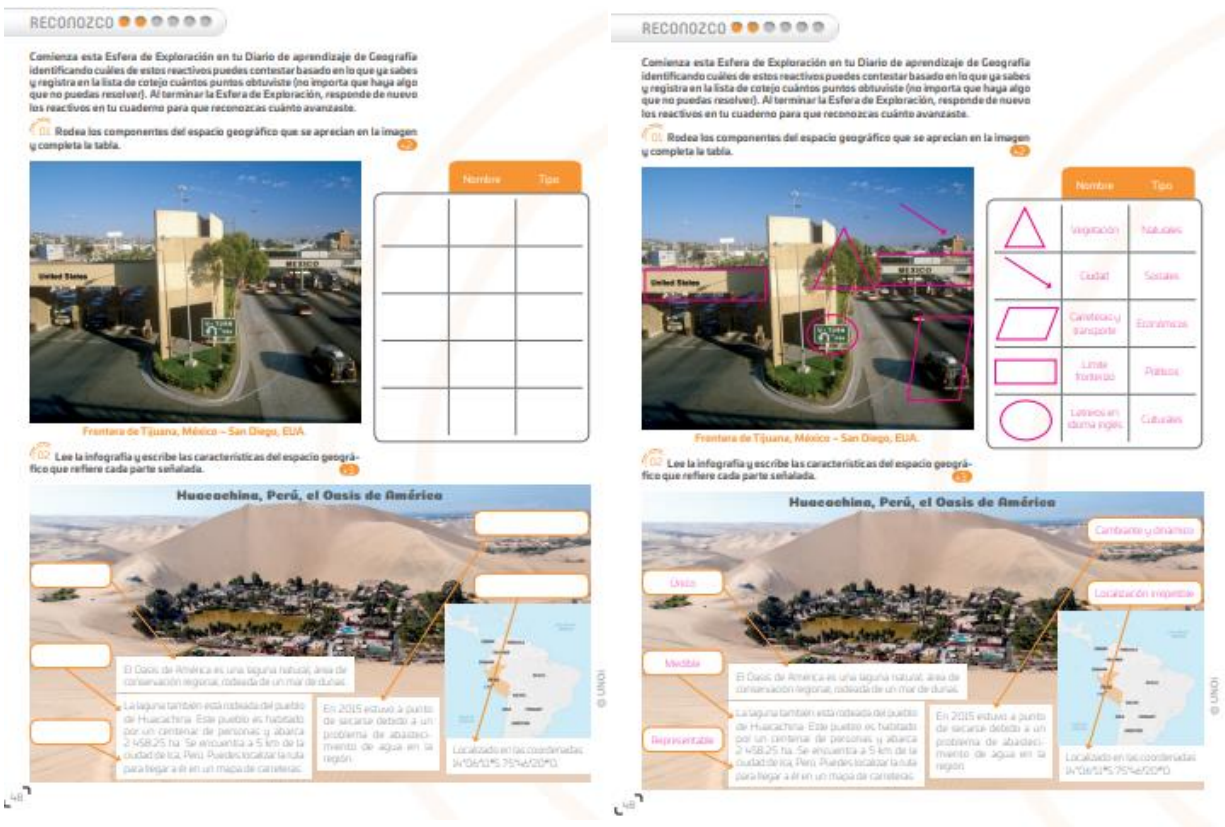 RECONOZCO
Comienza esta Esfera de Exploración en tu Diario de aprendizaje de Geografía
identificando cuáles de estos reactivos puedes contestar basado en lo que ya sabes
y registra en la lista de cotejo cuántos puntos obtuviste (no importa que haya algo
que no puedas resolver). Al terminar la Esfera de Exploración, responde de nuevo
los reactivos en tu cuaderno para que reconozcas cuánto avanzaste.
01 Rodea los componentes del espacio geográfico que se aprecian en la imagen
y completa la tabla.
Nombre Tipo
United States
MEXICO
U-TURN
Frontera de Tijuana, México – San Diego, EUA.
02 Lee la infografía y escribe las características del espacio geográ-
fico que refiere cada parte señalada.
Huacachina, Perú, el Oasis de América
El Oasis de América es una laguna natural, área de
conservación regional, rodeada de un mar de dunas.
La laguna también está rodeada del pueblo
de Huacachina. Este pueblo es habitado
por un centenar de personas y abarca
2 458.25 ha. Se encuentra a 5 km de la
ciudad de Ica, Perú. Puedes localizar la ruta
para llegar a él en un mapa de carreteras.
En 2015 estuvo a punto
de secarse debido a un
problema de abasteci-
miento de agua en la
región.
Localizado en las coordenadas
© UNOI
48
RECONOZCO
Comienza esta Esfera de Exploración en tu Diario de aprendizaje de Geografía
identificando cuáles de estos reactivos puedes contestar basado en lo que ya sabes
y registra en la lista de cotejo cuántos puntos obtuviste (no importa que haya algo
que no puedas resolver). Al terminar la Esfera de Exploración, responde de nuevo
los reactivos en tu cuaderno para que reconozcas cuánto avanzaste.
01 Rodea los componentes del espacio geográfico que se aprecian en la imagen
y completa la tabla.
Nombre Tipo
Vegetación Naturales
Ciudad Sociales
Carreteras y transporte Económicos
Límite fronterizo Políticos
Letreros en idioma inglés Culturales
United States
MEXICO
U-TURN
Frontera de Tijuana, México – San Diego, EUA.
02 Lee la infografía y escribe las características del espacio geográ-
fico que refiere cada parte señalada.
Huacachina, Perú, el Oasis de América
Cambiante y dinámico
Único
Localización irrepetible
Medible
El Oasis de América es una laguna natural, área de
conservación regional, rodeada de un mar de dunas.
Representable
La laguna también está rodeada del pueblo
de Huacachina. Este pueblo es habitado
por un centenar de personas y abarca
2 458.25 ha. Se encuentra a 5 km de la
ciudad de Ica, Perú. Puedes localizar la ruta
para llegar a él en un mapa de carreteras.
En 2015 estuvo a punto
de secarse debido a un
problema de abasteci-
miento de agua en la
región.
Localizado en las coordenadas
© UNOI
48